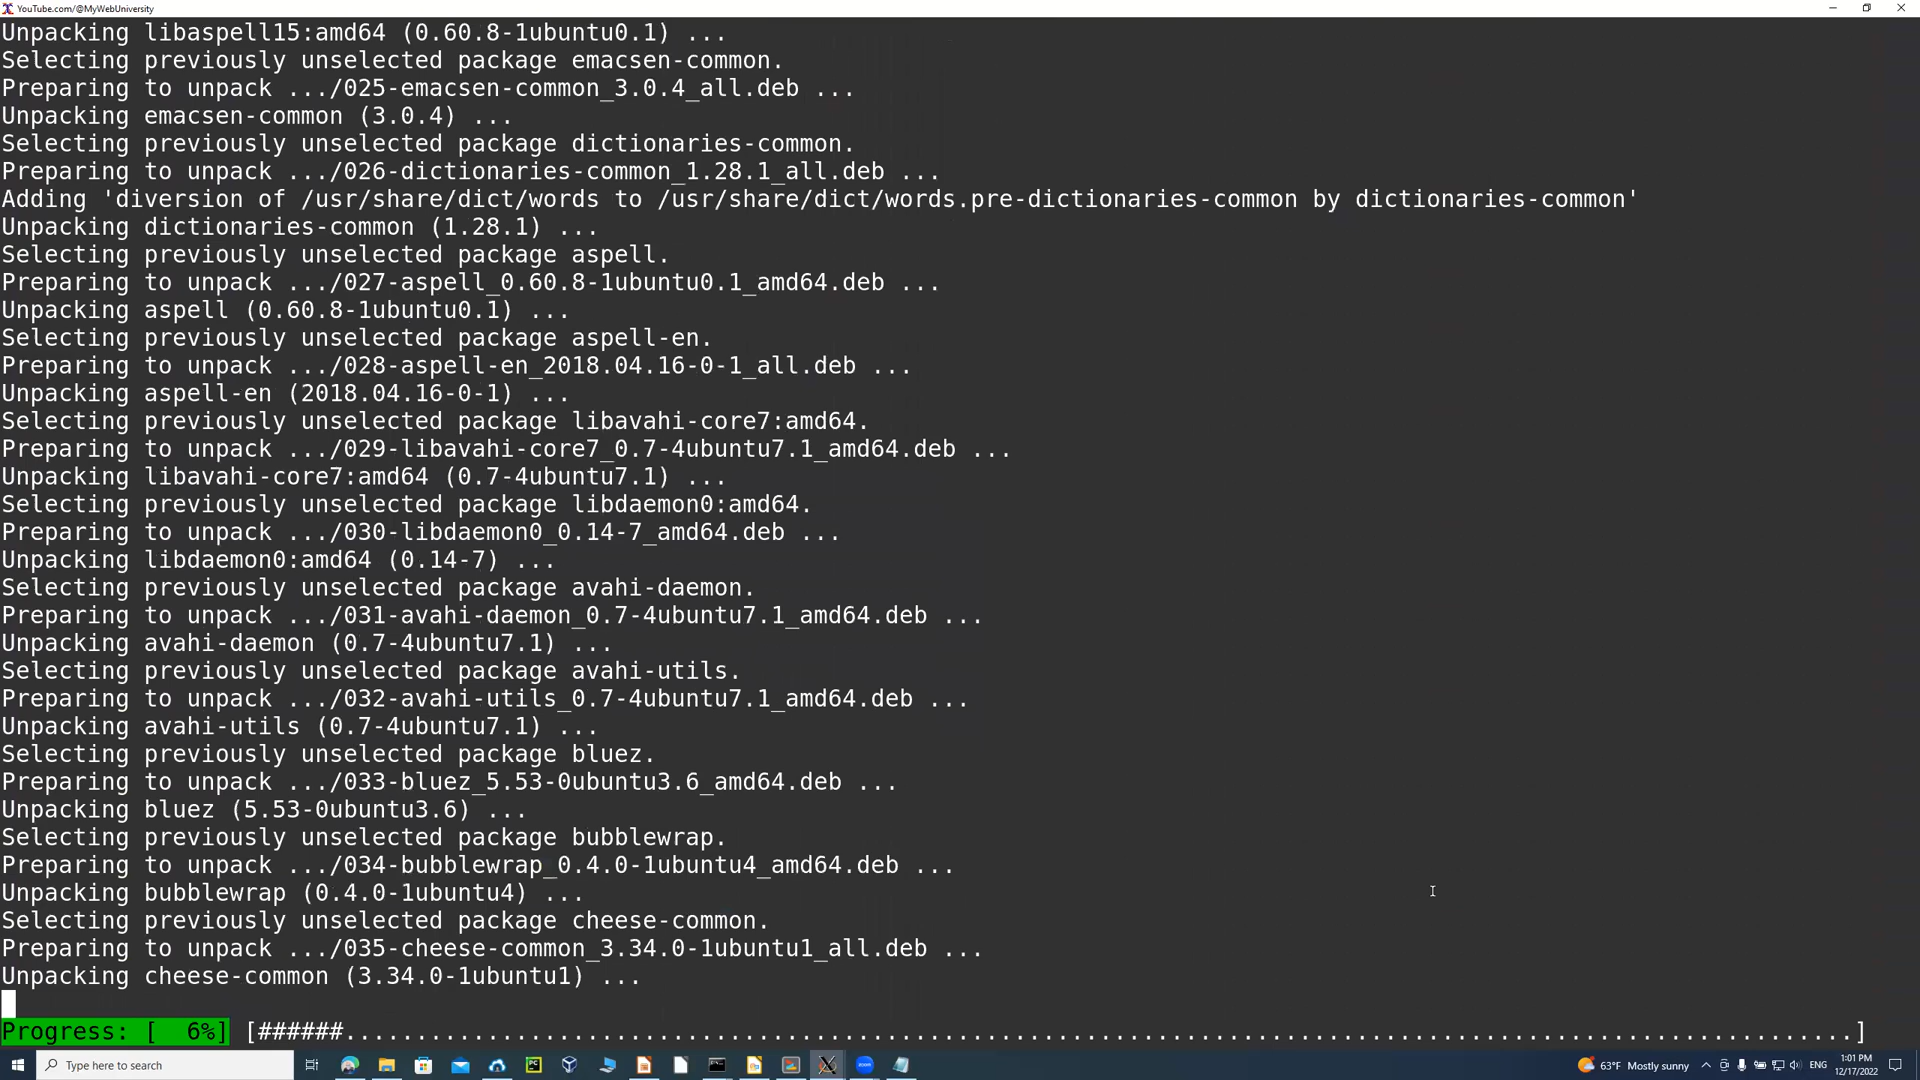 YouTube.com/@MyWebUniversity
Unpacking libaspell15:amd64 (0.60.8-1ubuntu0.1) ...
Selecting previously unselected package emacsen-common.
Preparing to unpack .../025-emacsen-common_3.0.4_all.deb ...
Unpacking emacsen-common (3.0.4) ...
Selecting previously unselected package dictionaries-common.
Preparing to unpack .../026-dictionaries-common_1.28.1_all.deb ...
Adding 'diversion of /usr/share/dict/words to /usr/share/dict/words.pre-dictionaries-common by dictionaries-common'
Unpacking dictionaries-common (1.28.1) ...
Selecting previously unselected package aspell.
Preparing to unpack .../027-aspell_0.60.8-1ubuntu0.1_amd64.deb ...
Unpacking aspell (0.60.8-1ubuntu0.1) ...
Selecting previously unselected package aspell-en.
Preparing to unpack .../028-aspell-en_2018.04.16-0-1_all.deb ...
Unpacking aspell-en (2018.04.16-0-1) ...
Selecting previously unselected package libavahi-core7:amd64.
Preparing to unpack .../029-libavahi-core7_0.7-4ubuntu7.1_amd64.deb ...
Unpacking libavahi-core7:amd64 (0.7-4ubuntu7.1) ...
Selecting previously unselected package libdaemon0:amd64.
Preparing to unpack .../030-libdaemon0_0.14-7_amd64.deb ...
Unpacking libdaemon0:amd64 (0.14-7) ...
Selecting previously unselected package avahi-daemon.
Preparing to unpack .../031-avahi-daemon_0.7-4ubuntu7.1_amd64.deb ...
Unpacking avahi-daemon (0.7-4ubuntu7.1) ...
Selecting previously unselected package avahi-utils.
Preparing to unpack .../032-avahi-utils_0.7-4ubuntu7.1_amd64.deb ...
Unpacking avahi-utils (0.7-4ubuntu7.1) ...
Selecting previously unselected package bluez.
Preparing to unpack .../033-bluez_5.53-0ubuntu3.6_amd64.deb ...
Unpacking bluez (5.53-0ubuntu3.6) ...
Selecting previously unselected package bubblewrap.
Preparing to unpack .../034-bubblewrap_0.4.0-1ubuntu4_amd64.deb ...
Unpacking bubblewrap (0.4.0-1ubuntu4) ...
Selecting previously unselected package cheese-common.
Preparing to unpack .../035-cheese-common_3.34.0-1ubuntu1_all.deb ...
Unpacking cheese-common (3.34.0-1ubuntu1) ...
Progress: [  6%] [######..........................................................................................................]
Type here to search 63°F Mostly sunny ENG 1:01 PM
12/17/2022